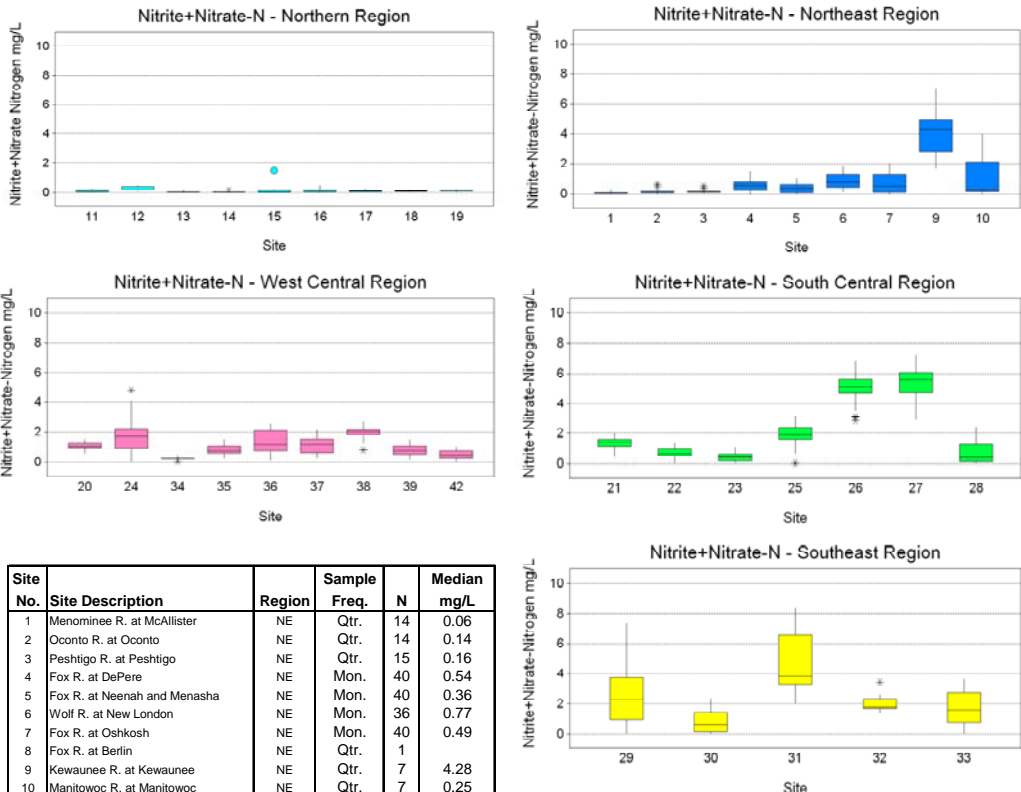 Nitrite+Nitrate-N - Northern Region
Nitrite+Nitrate Nitrogen mg/L
10
8
6
4
2
0
11 12 13 14 15 16 17 18 19
Site
Nitrite+Nitrate-N - Northeast Region
Nitrite+Nitrate-Nitrogen mg/L
10
8
6
4
2
0
1 2 3 4 5 6 7 9 10
Site
Nitrite+Nitrate-N - West Central Region
Nitrite+Nitrate-Nitrogen mg/L
10
8
6
4
2
0
20 24 34 35 36 37 38 39 42
Site
Nitrite+Nitrate-N - South Central Region
Nitrite+Nitrate-Nitrogen mg/L
10
8
6
4
2
0
21 22 23 25 26 27 28
Site
Site Sample Median
No. Site Description Region Freq. N mg/L
1 Menominee R. at McAllister NE Qtr. 14 0.06
2 Oconto R. at Oconto NE Qtr. 14 0.14
3 Peshtigo R. at Peshtigo NE Qtr. 15 0.16
4 Fox R. at DePere NE Mon. 40 0.54
5 Fox R. at Neenah and Menasha NE Mon. 40 0.36
6 Wolf R. at New London NE Mon. 36 0.77
7 Fox R. at Oshkosh NE Mon. 40 0.49
8 Fox R. at Berlin NE Qtr. 1
9 Kewaunee R. at Kewaunee NE Qtr. 7 4.28
10 Manitowoc R. at Manitowoc NE Qtr. 7 0.25
Nitrite+Nitrate-N - Southeast Region
Nitrite+Nitrate-Nitrogen mg/L
10
8
6
4
2
0
29 30 31 32 33
Site